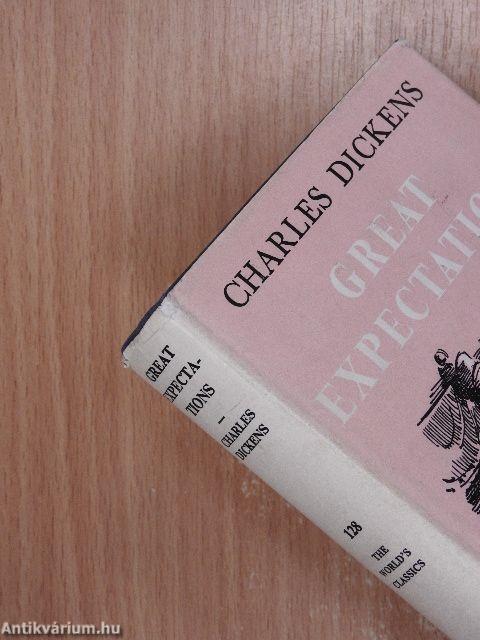 CHARLES DICKENS
GREAT
EXPECTATIO
GREAT
EXPECTA-
TIONS
—
CHARLES
DICKENS
128
THE
WORLD'S
CLASSICS
Antikvárium.hu